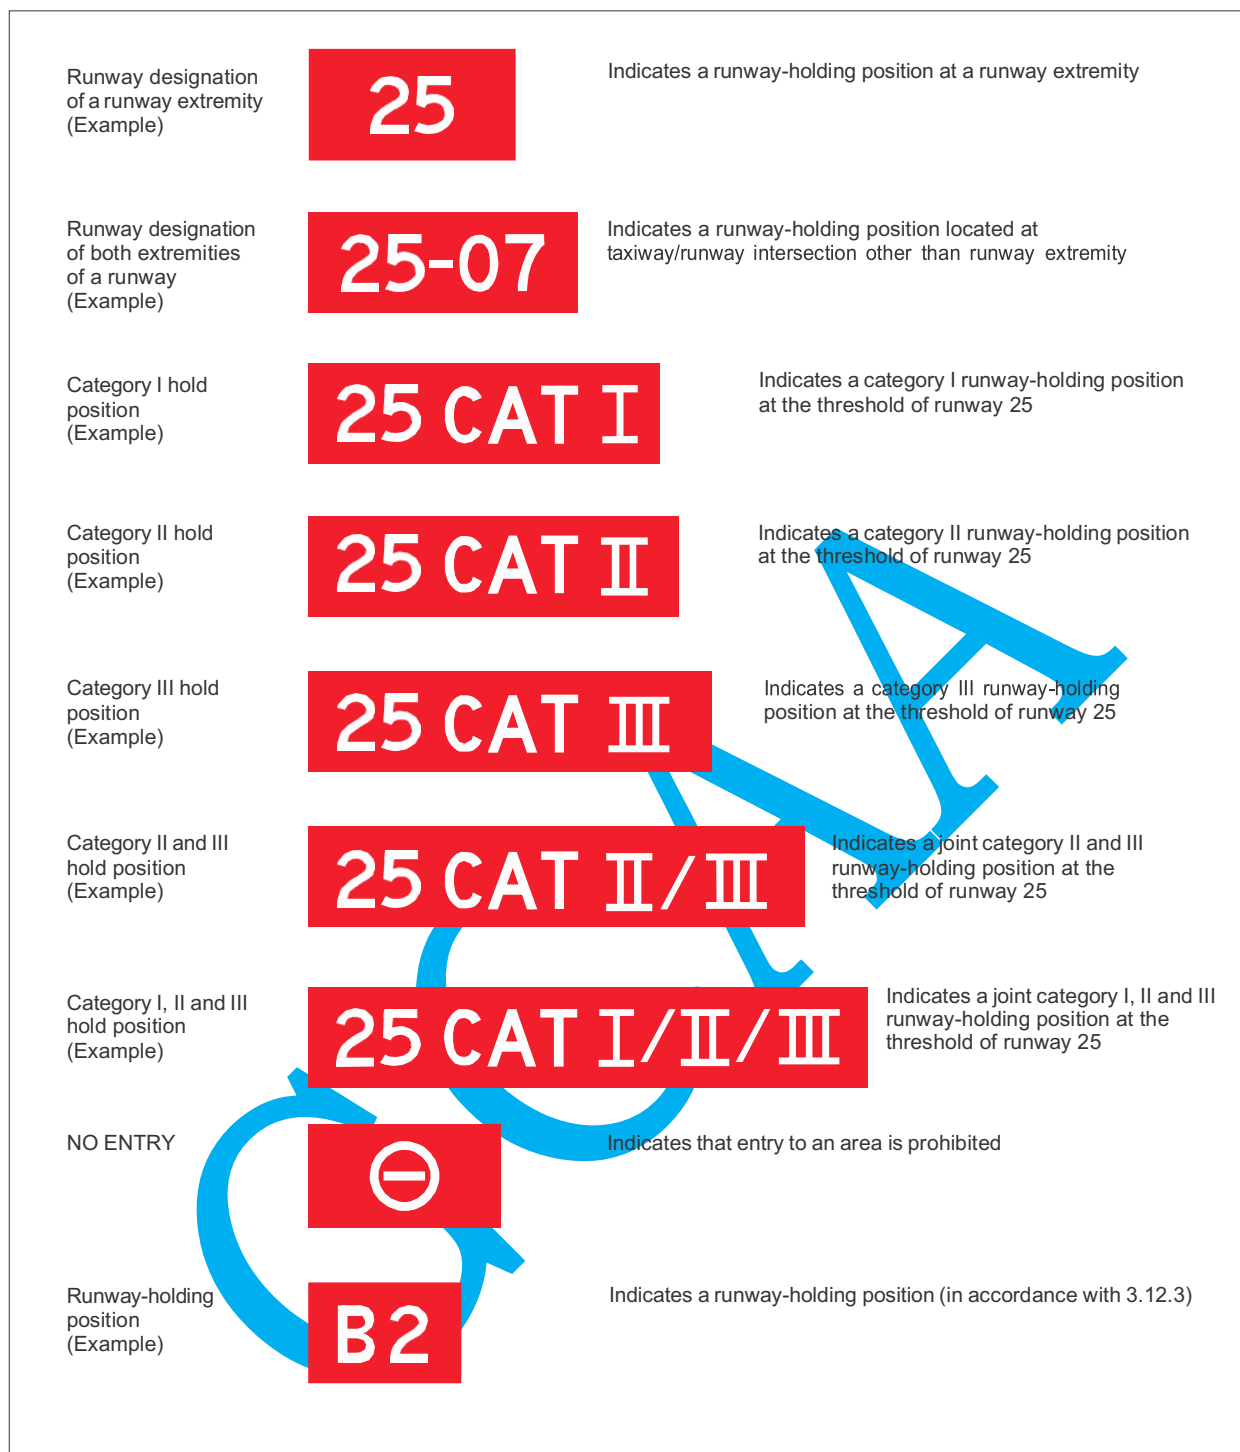 Runway designation
of a runway extremity
(Example)
25
Indicates a runway-holding position at a runway extremity
Runway designation
of both extremities
of a runway
(Example)
25-07
Indicates a runway-holding position located at
taxiway/runway intersection other than runway extremity
Category I hold
position
(Example)
25 CAT I
Indicates a category I runway-holding position
at the threshold of runway 25
Category II hold
position
(Example)
25 CAT II
Indicates a category II runway-holding position
at the threshold of runway 25
Category III hold
position
(Example)
25 CAT III
Indicates a category III runway-holding
position at the threshold of runway 25
Category II and III
hold position
(Example)
25 CAT II/III
Indicates a joint category II and III
runway-holding position at the
threshold of runway 25
Category I, II and III
hold position
(Example)
25 CAT I/II/III
Indicates a joint category I, II and III
runway-holding position at the
threshold of runway 25
NO ENTRY
Indicates that entry to an area is prohibited
Runway-holding
position
(Example)
B2
Indicates a runway-holding position (in accordance with 3.12.3)
GCAA